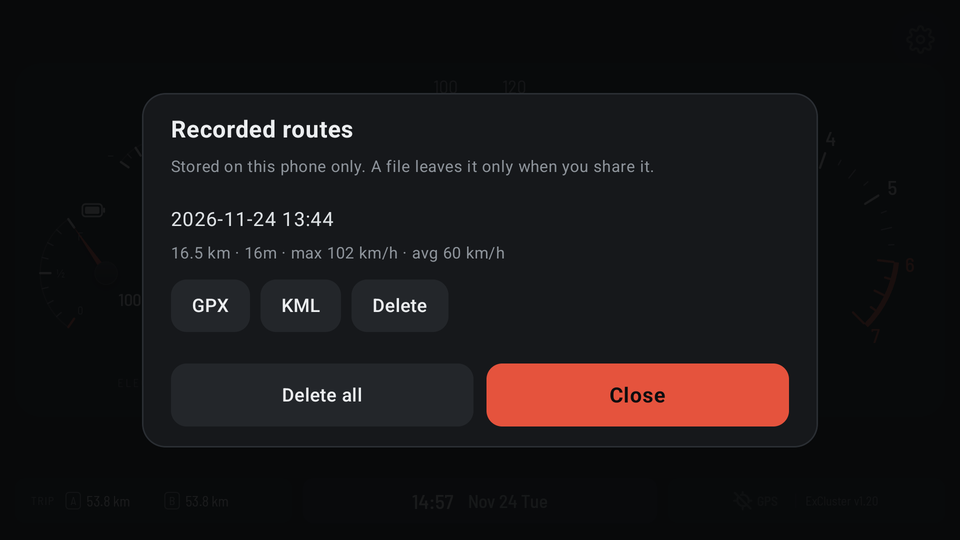 100 120
4
5
6
7
100
Recorded routes
Stored on this phone only. A file leaves it only when you share it.
2026-11-24 13:44
16.5 km · 16m · max 102 km/h · avg 60 km/h
GPX KML Delete
Delete all Close
TRIP A 53.8 km B 53.8 km 14:57 Nov 24 Tue GPS ExCluster v1.20